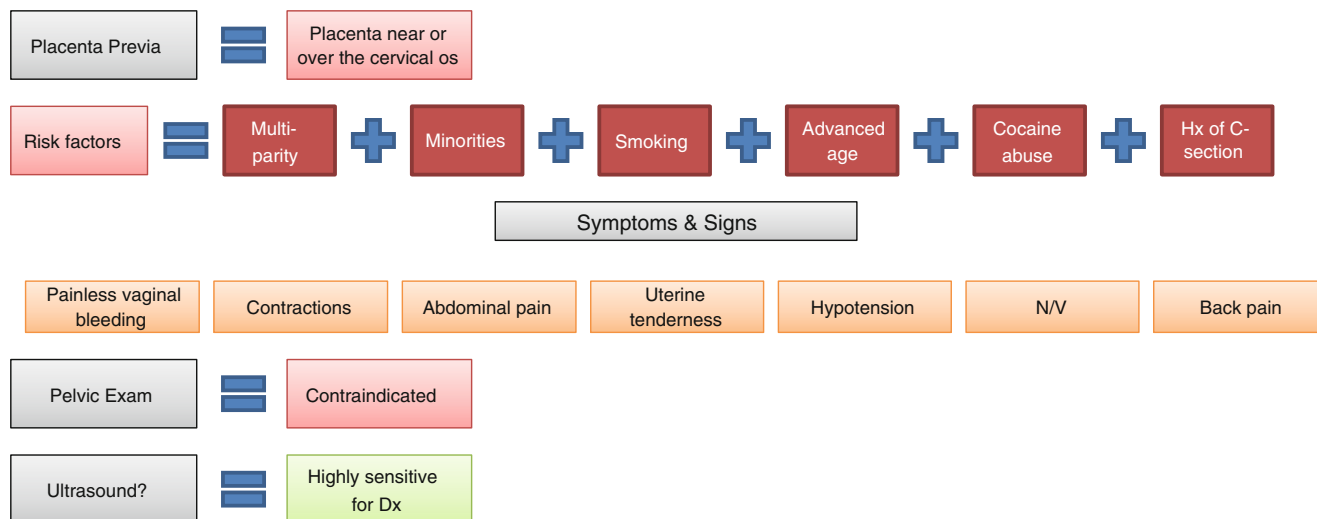 Placenta Previa
Placenta near or
over the cervical os
Risk factors
Multi-
parity
Minorities
Smoking
Advanced
age
Cocaine
abuse
Hx of C-
section
Symptoms & Signs
Painless vaginal
bleeding
Contractions
Abdominal pain
Uterine
tenderness
Hypotension
N/V
Back pain
Pelvic Exam
Contraindicated
Ultrasound?
Highly sensitive
for Dx